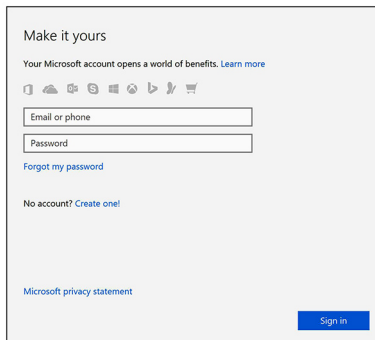 Make it yours
Your Microsoft account opens a world of benefits. Learn more
Email or phone
Password
Forgot my password
No account? Create one!
Microsoft privacy statement
Sign in